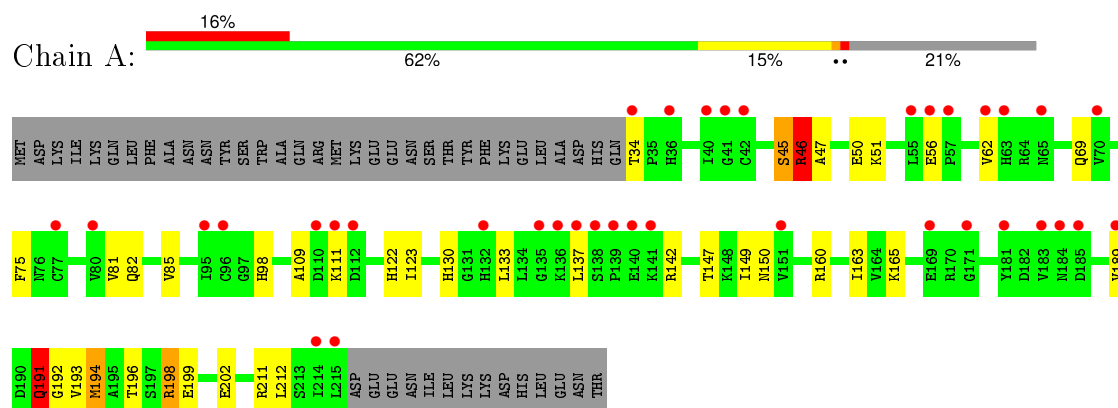 16%
Chain A:
62% 15% •• 21%
MET ASP LYS ILE LYS GLN LEU PHE ALA ASN ASN TYR SER TRP ALA GLN ARG MET LYS GLU GLU ASN SER THR TYR PHE LYS GLU LEU ALA ASP HIS GLN T34 P35 H36 I40 G41 C42 S45 R46 A47 E50 K51 L55 E56 P57 V62 H63 R64 N65 Q69 V70
F75 N76 C77 V80 V81 Q82 V85 I95 C96 G97 H98 A109 D110 K111 D112 H122 I123 H130 G131 H132 L133 L134 G135 K136 L137 S138 P139 E140 K141 R142 T147 K148 I149 N150 V151 R160 I163 V164 K165 E169 R170 G171 Y181 D182 V183 N184 D185 V189
D190 Q191 G192 V193 M194 A195 T196 S197 R198 E199 E202 R211 L212 S213 I214 L215 ASP GLU GLU ASN ILE LEU LYS LYS ASP HIS LEU GLU ASN THR